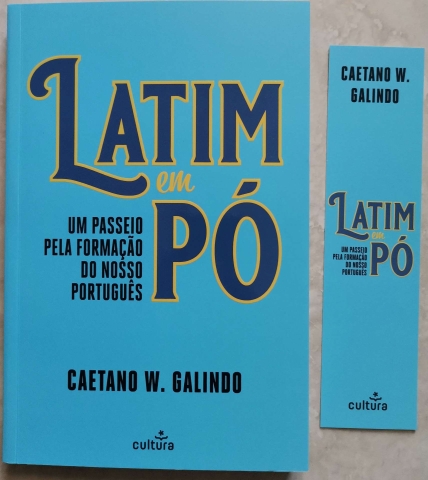 LATIM
em
PÓ
UM PASSEIO
PELA FORMAÇÃO
DO NOSSO
PORTUGUÊS
CAETANO W. GALINDO
cultura
CAETANO W.
GALINDO
LATIM
em
PÓ
UM PASSEIO
PELA FORMAÇÃO
DO NOSSO
PORTUGUÊS
cultura